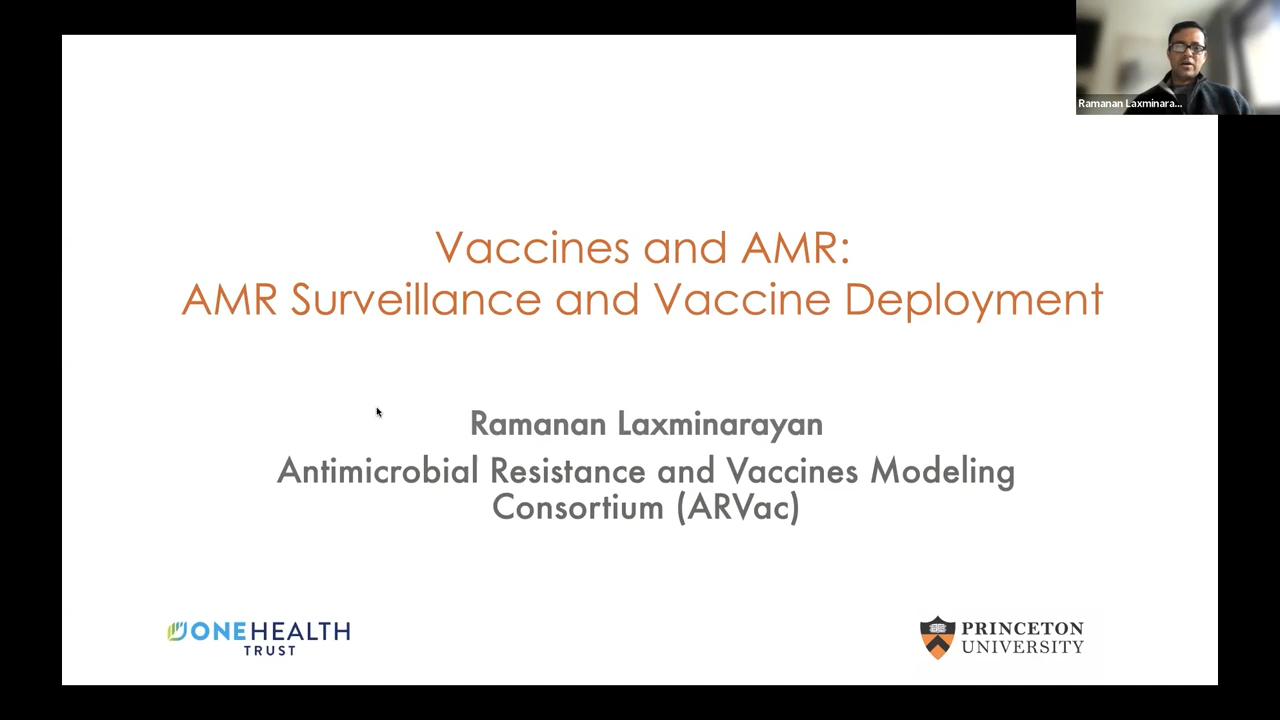 Ramanan Laxminara...
Vaccines and AMR:
AMR Surveillance and Vaccine Deployment
Ramanan Laxminarayan
Antimicrobial Resistance and Vaccines Modeling
Consortium (ARVac)
ONEHEALTH
TRUST
PRINCETON
UNIVERSITY